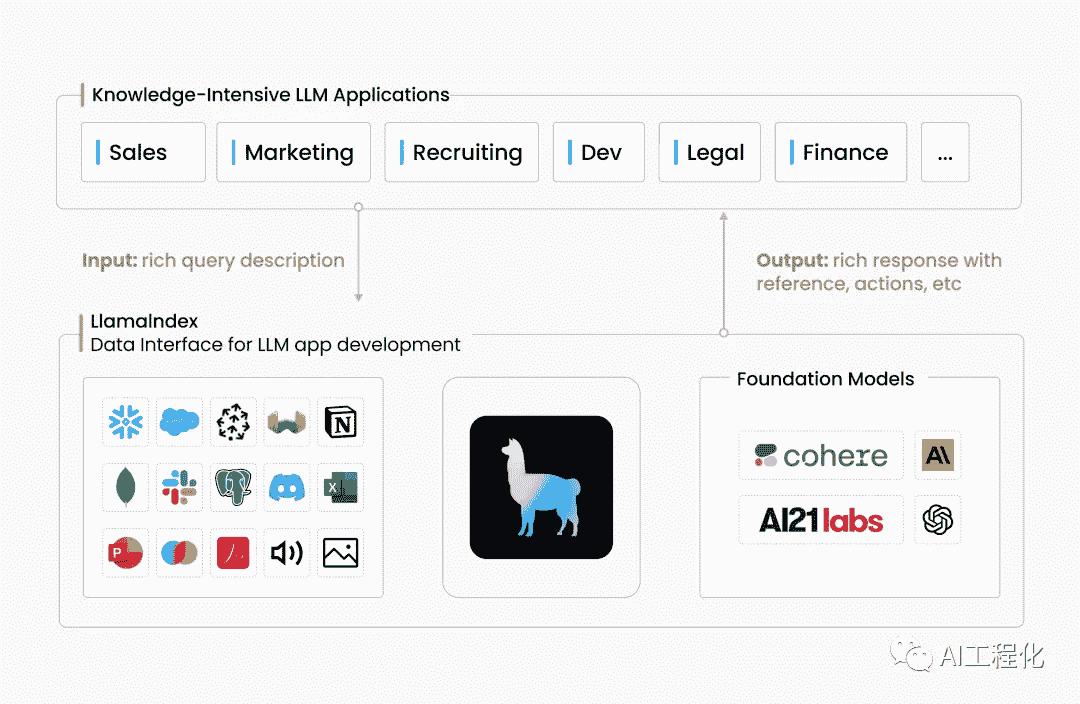 Knowledge-Intensive LLM Applications
Sales
Marketing
Recruiting
Dev
Legal
Finance
...
Input: rich query description
Output: rich response with
reference, actions, etc
LlamaIndex
Data Interface for LLM app development
Foundation Models
N
X
P
cohere
AI
AI21labs
AI工程化